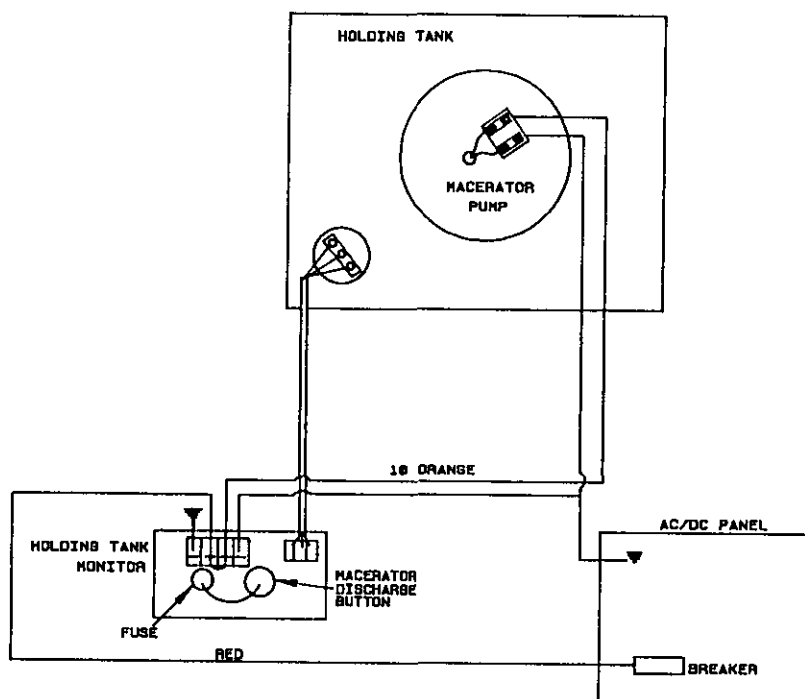 HOLDING TANK
MACERATOR
PUMP
10 ORANGE
AC/DC PANEL
HOLDING TANK
MONITOR
MACERATOR
DISCHARGE
BUTTON
FUSE
RED
BREAKER